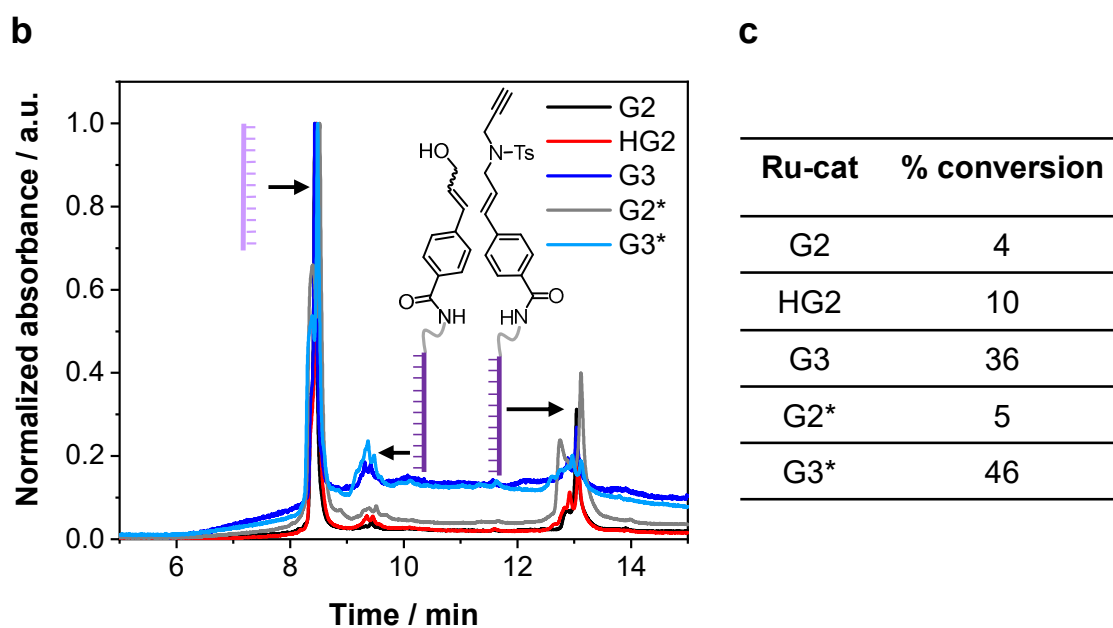 b
Normalized absorbance / a.u.
1.0
0.8
0.6
0.4
0.2
0.0
6 8 10 12 14
Time / min
G2
HG2
G3
G2*
G3*
HO
O
NH
N Ts
HN
O
c
Ru-cat % conversion
G2 4
HG2 10
G3 36
G2* 5
G3* 46